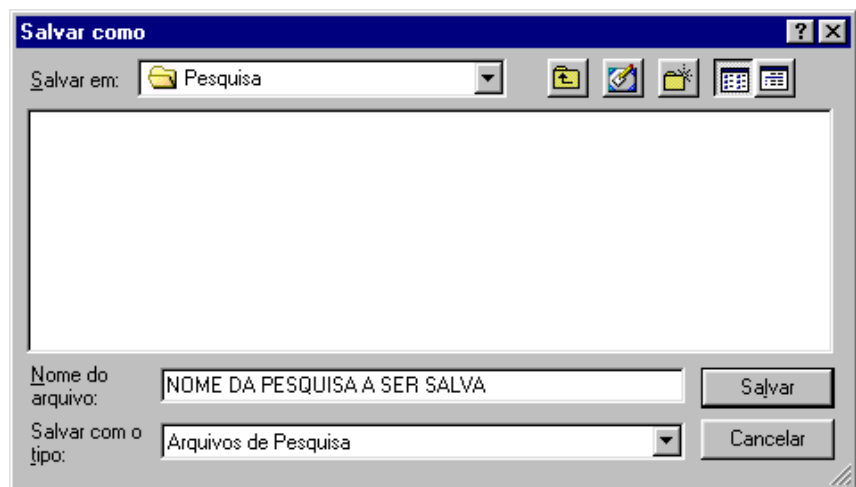 Salvar como
Salvar em: Pesquisa
Nome do
arquivo: NOME DA PESQUISA A SER SALVA Salvar
Salvar com o
tipo: Arquivos de Pesquisa Cancelar